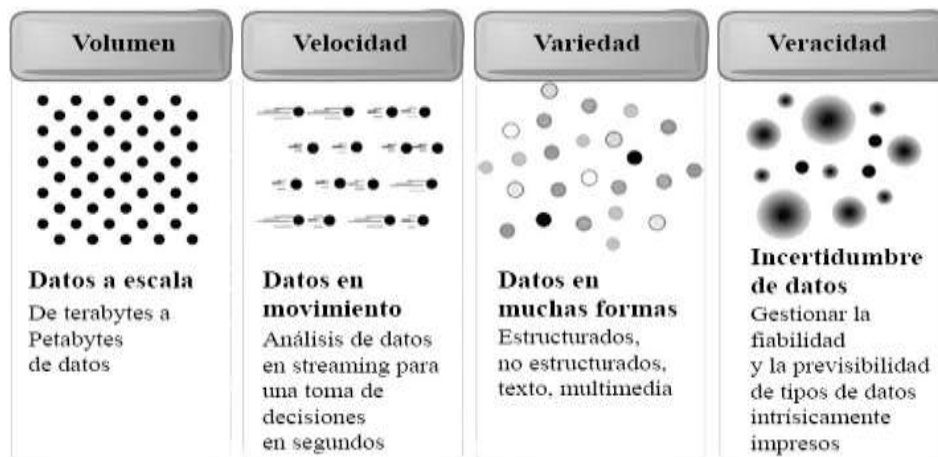 Volumen
Datos a escala
De terabytes a
Petabytes
de datos
Velocidad
Datos en
movimiento
Análisis de datos
en streaming para
una toma de
decisiones
en segundos
Variedad
Datos en
muchas formas
Estructurados,
no estructurados,
texto, multimedia
Veracidad
Incertidumbre
de datos
Gestionar la
fiabilidad
y la previsibilidad
de tipos de datos
intrísicamente
impresos